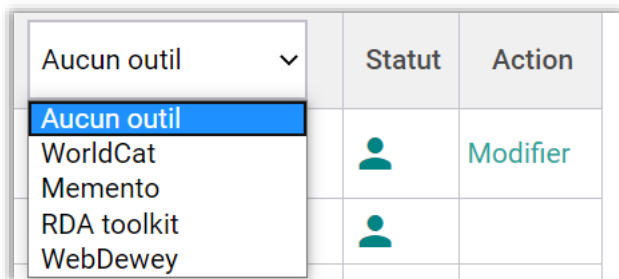 Aucun outil Statut Action
Aucun outil
WorldCat Modifier
Memento
RDA toolkit
WebDewey